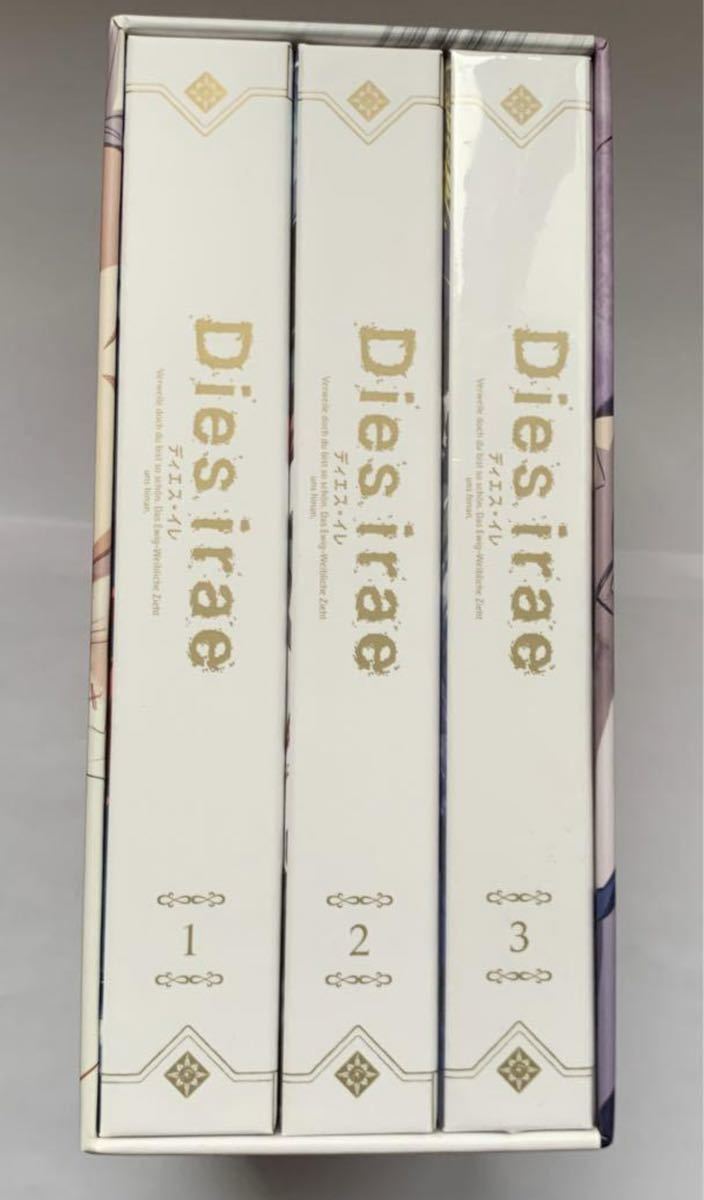 Dies irae
ディエス・イレ
Verweile doch du bist so schön. Das Ewig-Weibliche Zieht
uns hinan.
1
Dies irae
ディエス・イレ
Verweile doch du bist so schön. Das Ewig-Weibliche Zieht
uns hinan.
2
Dies irae
ディエス・イレ
Verweile doch du bist so schön. Das Ewig-Weibliche Zieht
uns hinan.
3